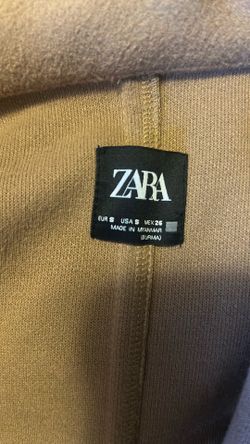 ZARA
EUR S USA S MEX 26
MADE IN MYANMAR
(BURMA)